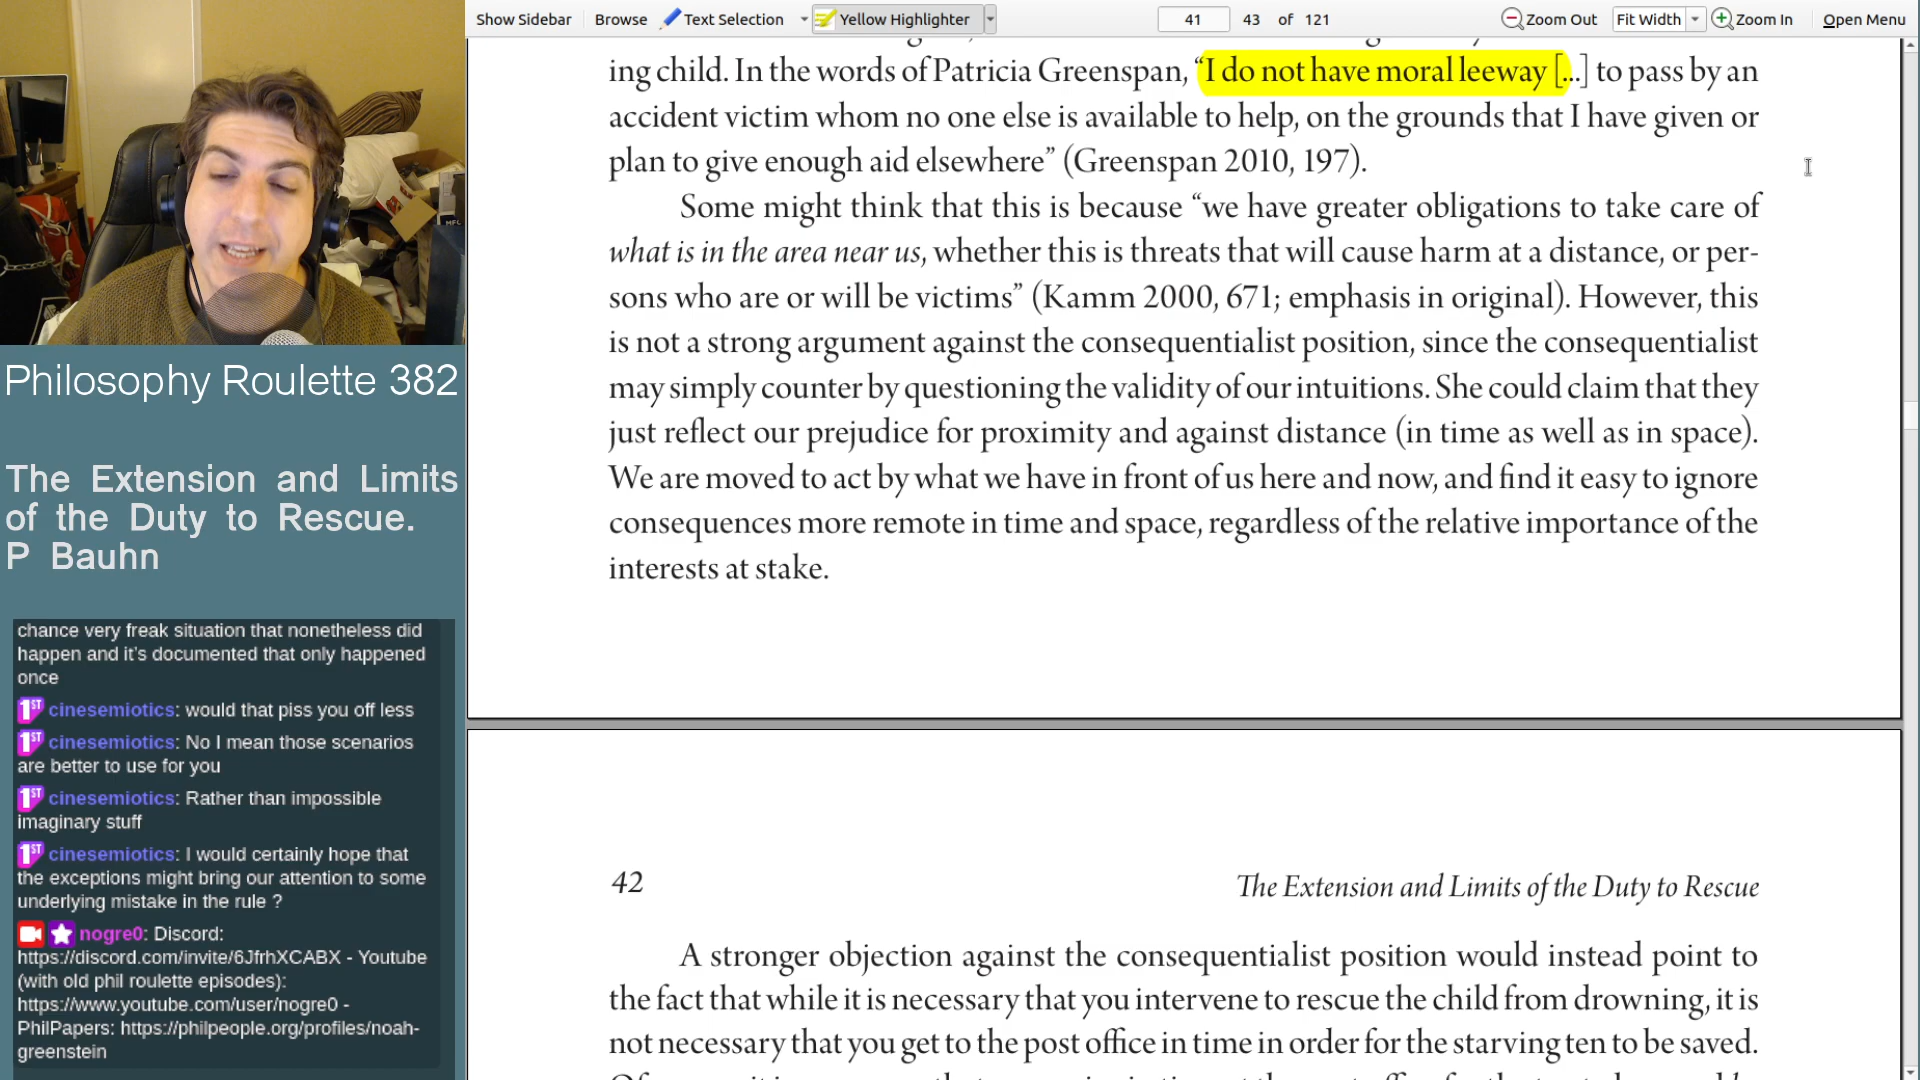 Show Sidebar Browse Text Selection Yellow Highlighter 41 43 of 121 Zoom Out Fit Width Zoom In Open Menu
ing child. In the words of Patricia Greenspan, “I do not have moral leeway [...] to pass by an
accident victim whom no one else is available to help, on the grounds that I have given or
plan to give enough aid elsewhere” (Greenspan 2010, 197).
Some might think that this is because “we have greater obligations to take care of
what is in the area near us, whether this is threats that will cause harm at a distance, or per-
sons who are or will be victims” (Kamm 2000, 671; emphasis in original). However, this
is not a strong argument against the consequentialist position, since the consequentialist
may simply counter by questioning the validity of our intuitions. She could claim that they
just reflect our prejudice for proximity and against distance (in time as well as in space).
We are moved to act by what we have in front of us here and now, and find it easy to ignore
consequences more remote in time and space, regardless of the relative importance of the
interests at stake.
42 The Extension and Limits of the Duty to Rescue
A stronger objection against the consequentialist position would instead point to
the fact that while it is necessary that you intervene to rescue the child from drowning, it is
not necessary that you get to the post office in time in order for the starving ten to be saved.
Philosophy Roulette 382
The Extension and Limits
of the Duty to Rescue.
P Bauhn
chance very freak situation that nonetheless did
happen and it's documented that only happened
once
1ST cinesemiotics: would that piss you off less
1ST cinesemiotics: No I mean those scenarios
are better to use for you
1ST cinesemiotics: Rather than impossible
imaginary stuff
1ST cinesemiotics: I would certainly hope that
the exceptions might bring our attention to some
underlying mistake in the rule ?
nogre0: Discord:
https://discord.com/invite/6JfrhXCABX - Youtube
(with old phil roulette episodes):
https://www.youtube.com/user/nogre0 -
PhilPapers: https://philpeople.org/profiles/noah-
greenstein